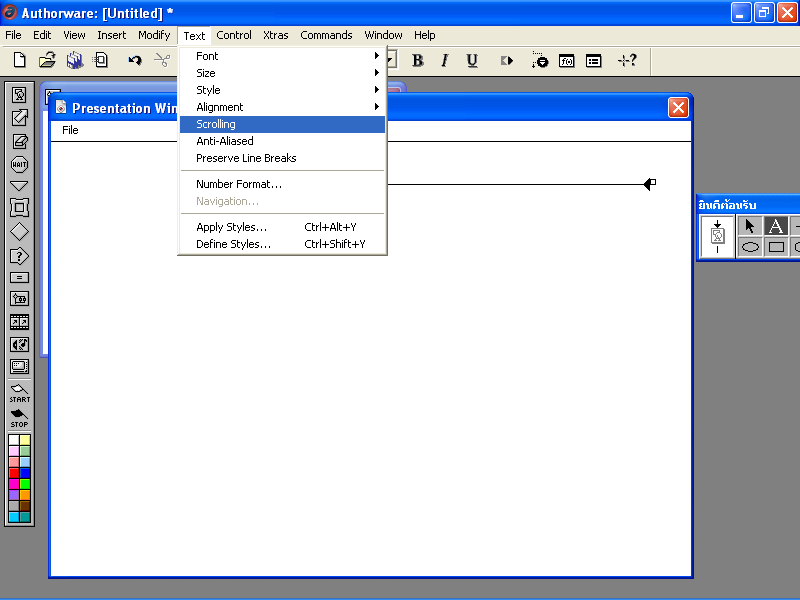 Authorware: [Untitled] *
File Edit View Insert Modify Text Control Xtras Commands Window Help
B I U
Presentation Win
File
Font
Size
Style
Alignment
Scrolling
Anti-Aliased
Preserve Line Breaks
Number Format...
Navigation...
Apply Styles... Ctrl+Alt+Y
Define Styles... Ctrl+Shift+Y
ยินดีต้อนรับ
A
WAIT
?
=
START
STOP